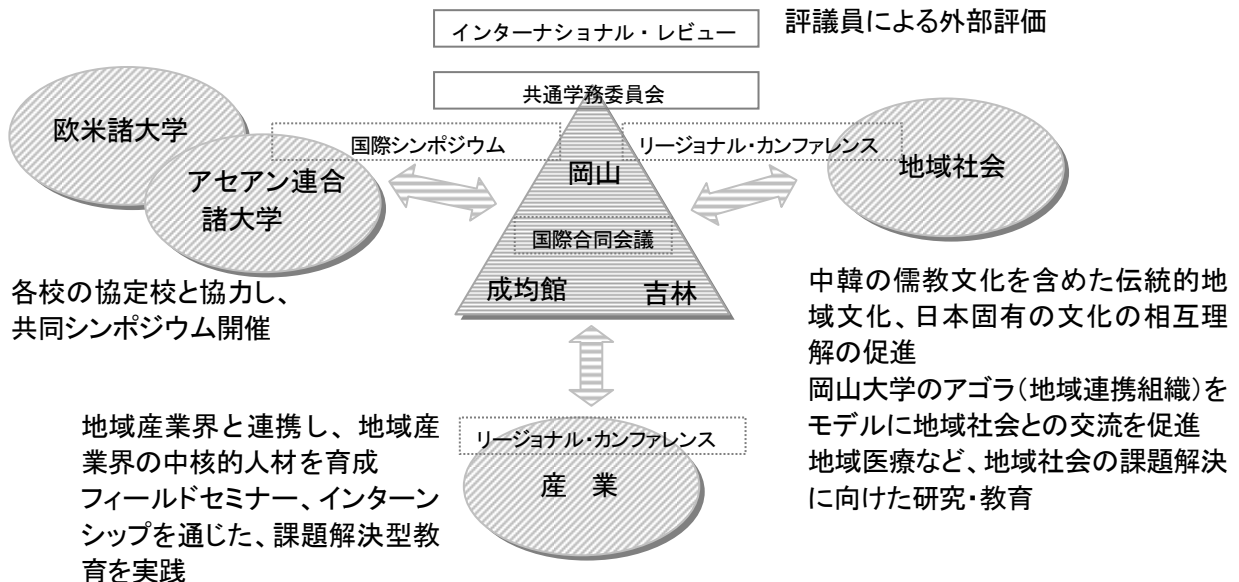 インターナショナル・レビュー
評議員による外部評価
共通学務委員会
欧米諸大学
国際シンポジウム
リージョナル・カンファレンス
アセアン連合
諸大学
岡山
地域社会
国際合同会議
成均館
吉林
各校の協定校と協力し、
共同シンポジウム開催
中韓の儒教文化を含めた伝統的地
域文化、日本固有の文化の相互理
解の促進
岡山大学のアゴラ(地域連携組織)を
モデルに地域社会との交流を促進
地域医療など、地域社会の課題解決
に向けた研究・教育
地域産業界と連携し、地域産
業界の中核的人材を育成
フィールドセミナー、インターン
シップを通じた、課題解決型教
育を実践
リージョナル・カンファレンス
産 業